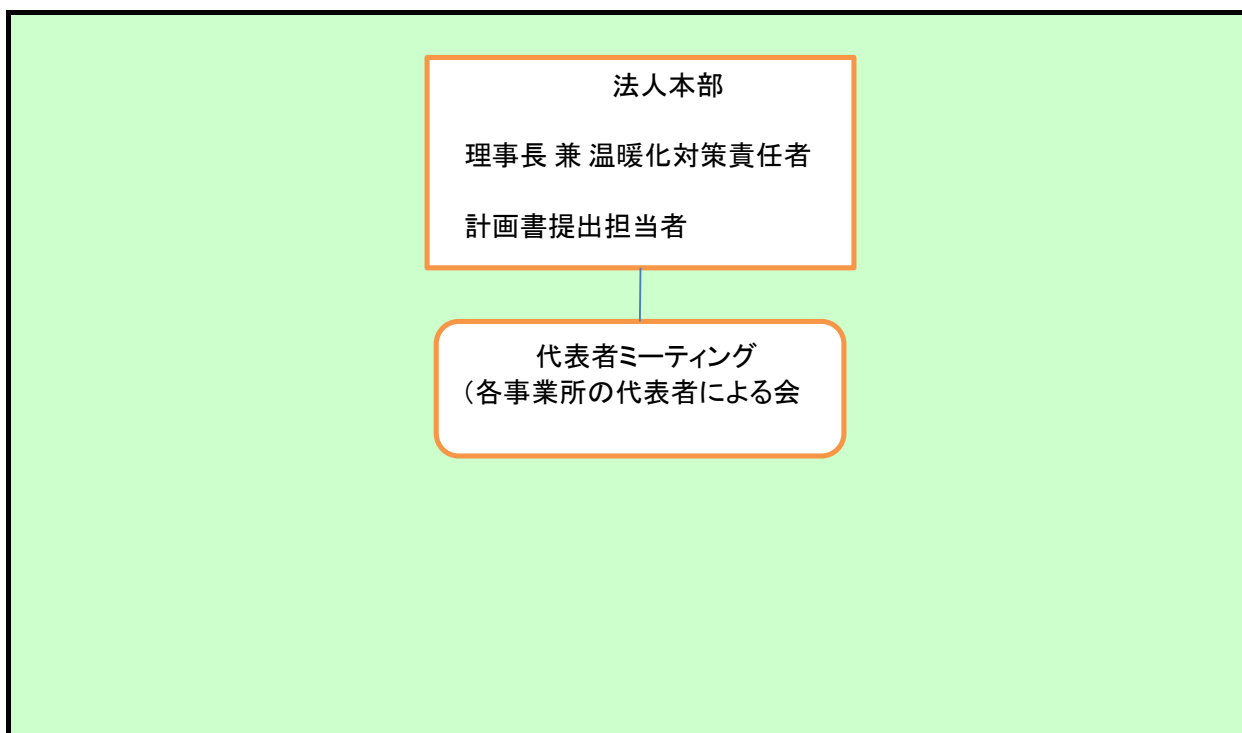 法人本部
理事長 兼 温暖化対策責任者
計画書提出担当者
代表者ミーティング
（各事業所の代表者による会